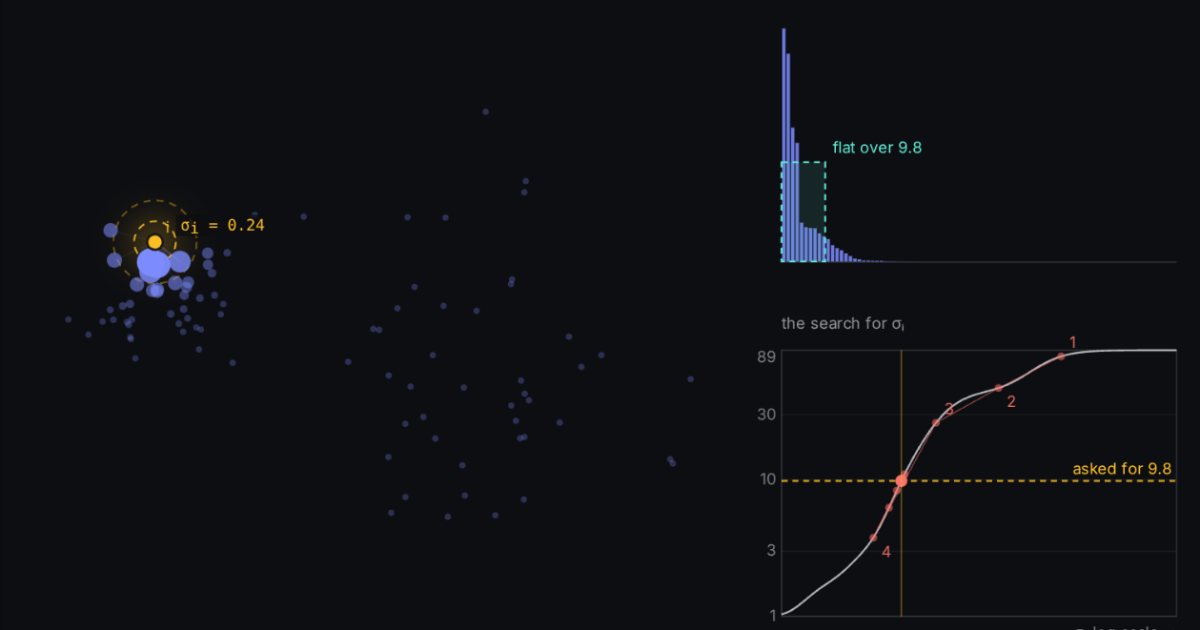 flat over 9.8
i σi = 0.24
the search for σi
89
1
2
30
3
asked for 9.8
10
4
3
1